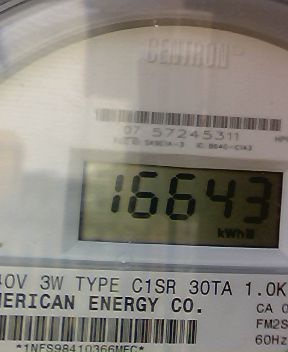 CENTRON®
07 57245311
16643
kWh
40V 3W TYPE C1SR 30TA 1.0K
MERICAN ENERGY CO.
CA 0
FM2S
60Hz
*1NFS98410366MFC*